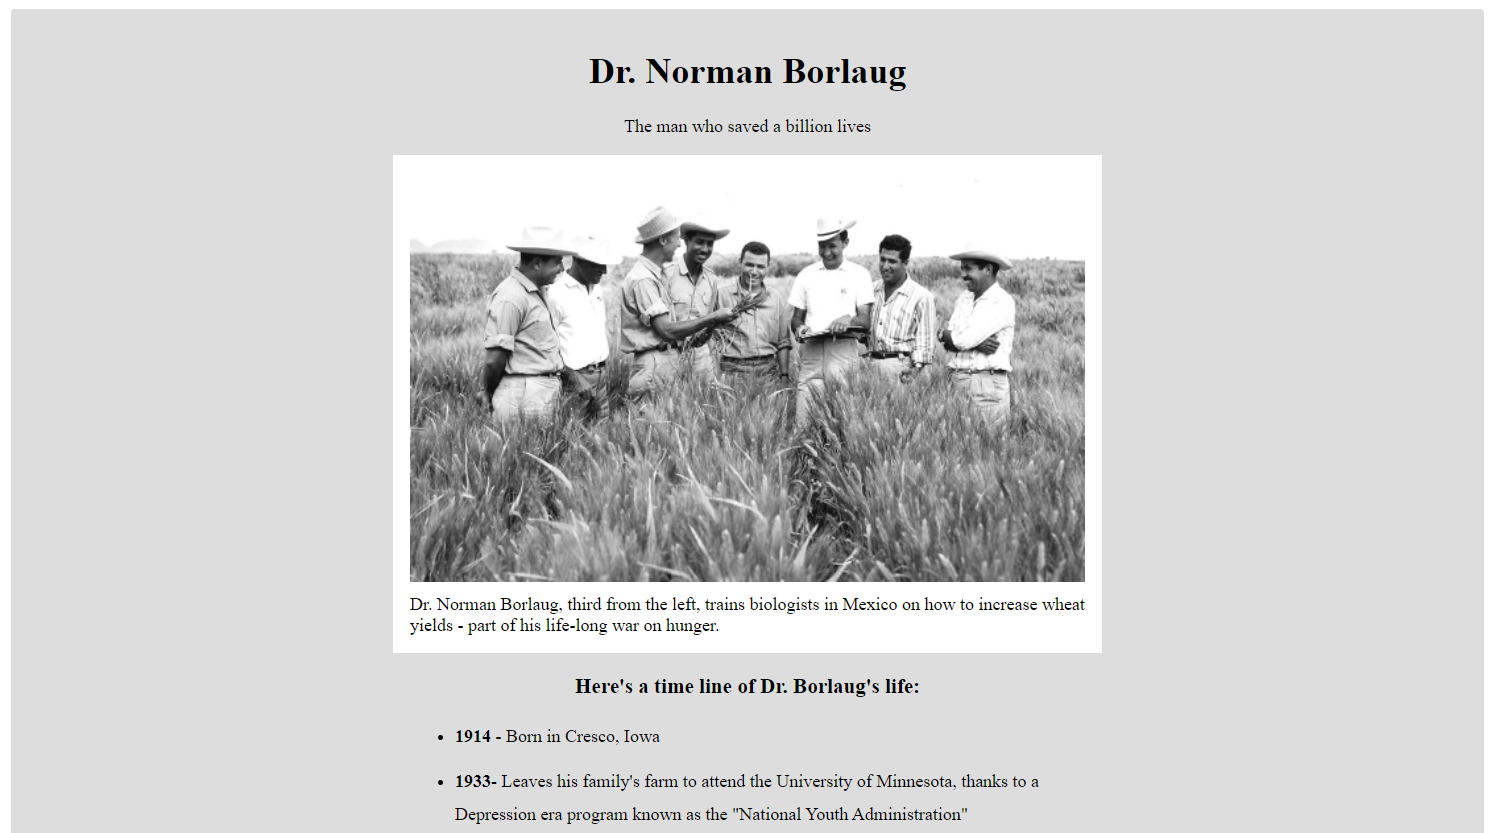 Dr. Norman Borlaug
The man who saved a billion lives
Dr. Norman Borlaug, third from the left, trains biologists in Mexico on how to increase wheat
yields - part of his life-long war on hunger.
Here's a time line of Dr. Borlaug's life:
• 1914 - Born in Cresco, Iowa
• 1933- Leaves his family's farm to attend the University of Minnesota, thanks to a
Depression era program known as the "National Youth Administration"